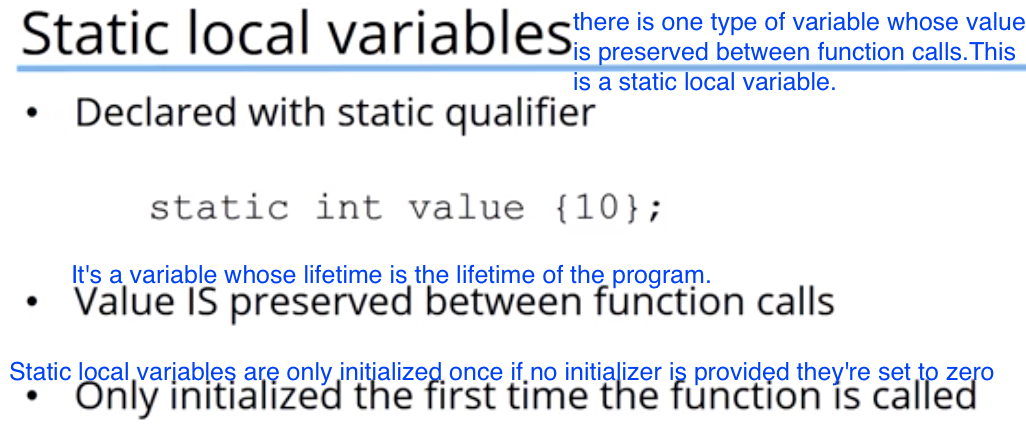 Static local variables
there is one type of variable whose value
is preserved between function calls.This
is a static local variable.
• Declared with static qualifier
static int value {10};
It's a variable whose lifetime is the lifetime of the program.
• Value IS preserved between function calls
Static local variables are only initialized once if no initializer is provided they're set to zero
• Only initialized the first time the function is called